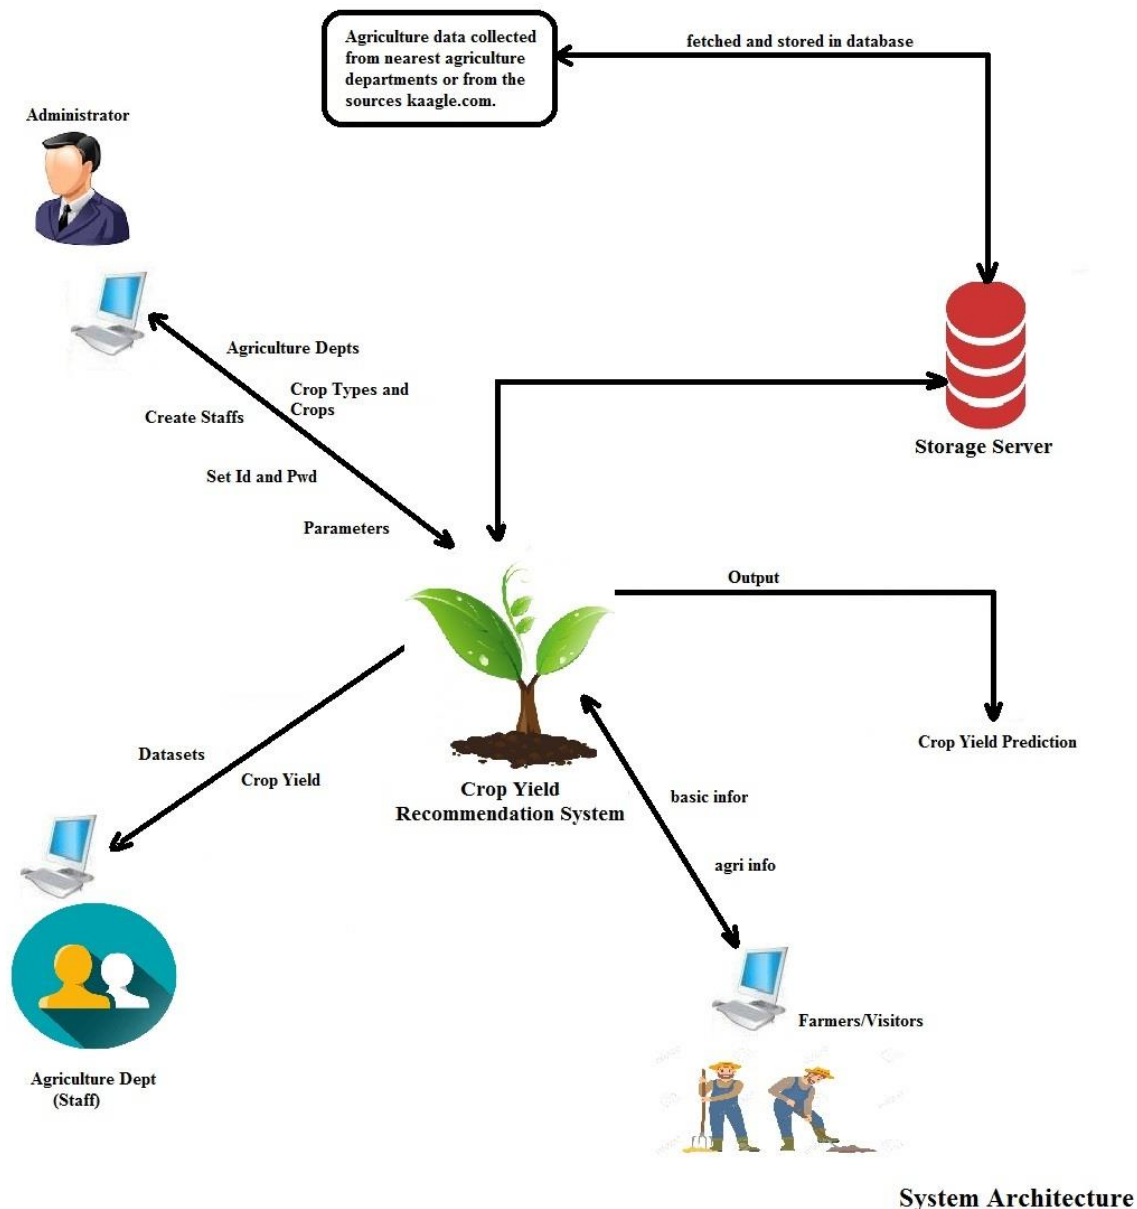 Agriculture data collected
from nearest agriculture
departments or from the
sources kaagle.com.
fetched and stored in database
Administrator
Agriculture Depts
Crop Types and
Crops
Create Staffs
Set Id and Pwd
Parameters
Storage Server
Output
Crop Yield Prediction
Datasets
Crop Yield
Crop Yield
Recommendation System
basic infor
agri info
Farmers/Visitors
Agriculture Dept
(Staff)
System Architecture